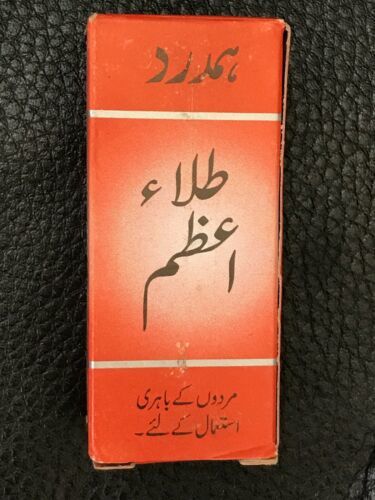 ہمدرد
طلاء
اعظم
مردوں کے باہری
استعمال کے لئے۔